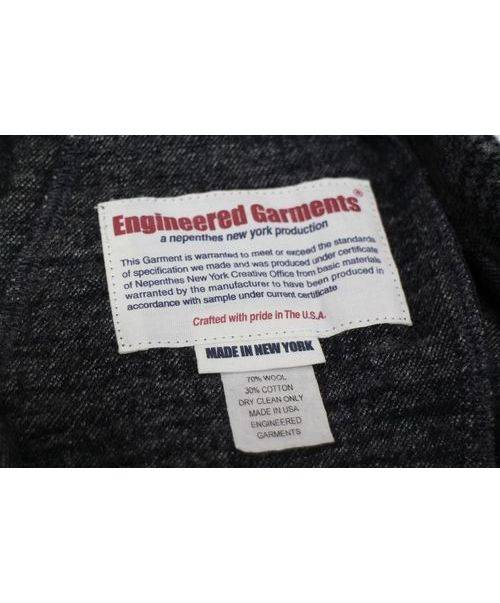 Engineered Garments®
a nepenthes new york production
This Garment is warranted to meet or exceed the standards
of specification we made and was produced under certificate
of Nepenthes New York Creative Office from basic materials
warranted by the manufacturer to have been produced in
accordance with sample under current certificate
Crafted with pride in The U.S.A.
MADE IN NEW YORK
70% WOOL
30% COTTON
DRY CLEAN ONLY
MADE IN USA
ENGINEERED
GARMENTS